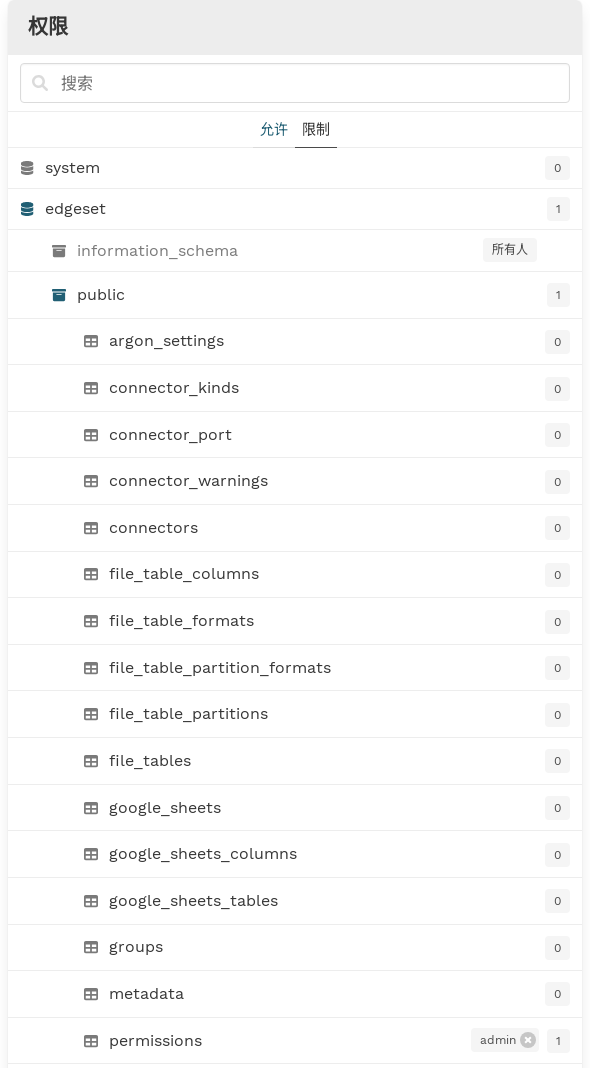 权限
搜索
允许 限制
system 0
edgeset 1
information_schema 所有人
public 1
argon_settings 0
connector_kinds 0
connector_port 0
connector_warnings 0
connectors 0
file_table_columns 0
file_table_formats 0
file_table_partition_formats 0
file_table_partitions 0
file_tables 0
google_sheets 0
google_sheets_columns 0
google_sheets_tables 0
groups 0
metadata 0
permissions admin 1